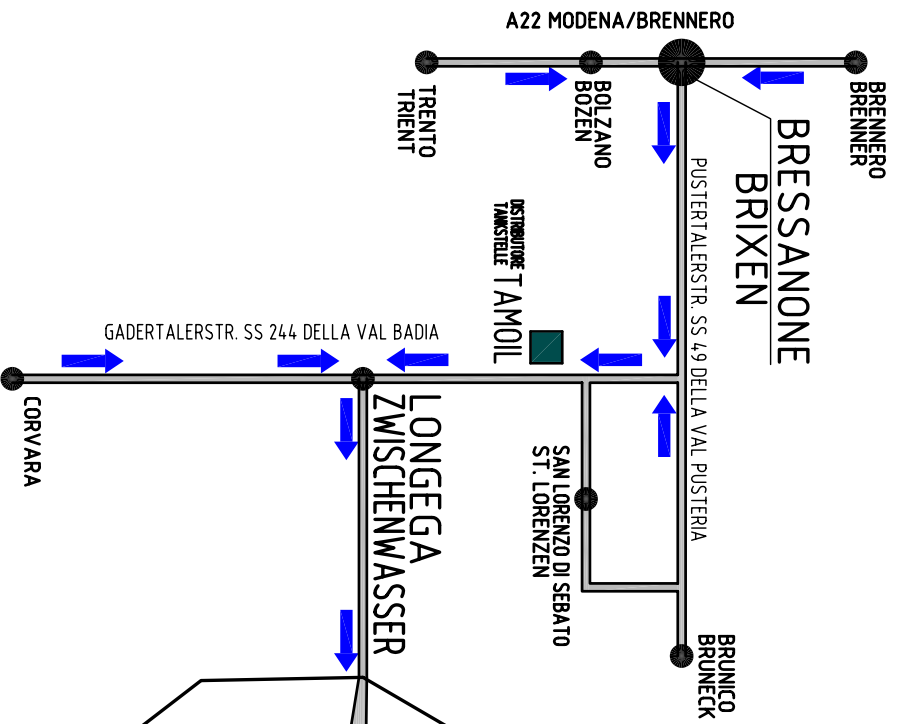 A22 MODENA/BRENNERO
BRENNERO
BRENNER
BOLZANO
BOZEN
TRENTO
TRIENT
BRESSANONE
BRIXEN
PUSTERTALERSTR. SS 49 DELLA VAL PUSTERIA
DISTRIBUTORE
TANKSTELLE TAMOIL
GADERTALERSTR. SS 244 DELLA VAL BADIA
CORVARA
LONGEGA
ZWISCHENWASSER
SAN LORENZO DI SEBATO
ST. LORENZEN
BRUNICO
BRUNECK